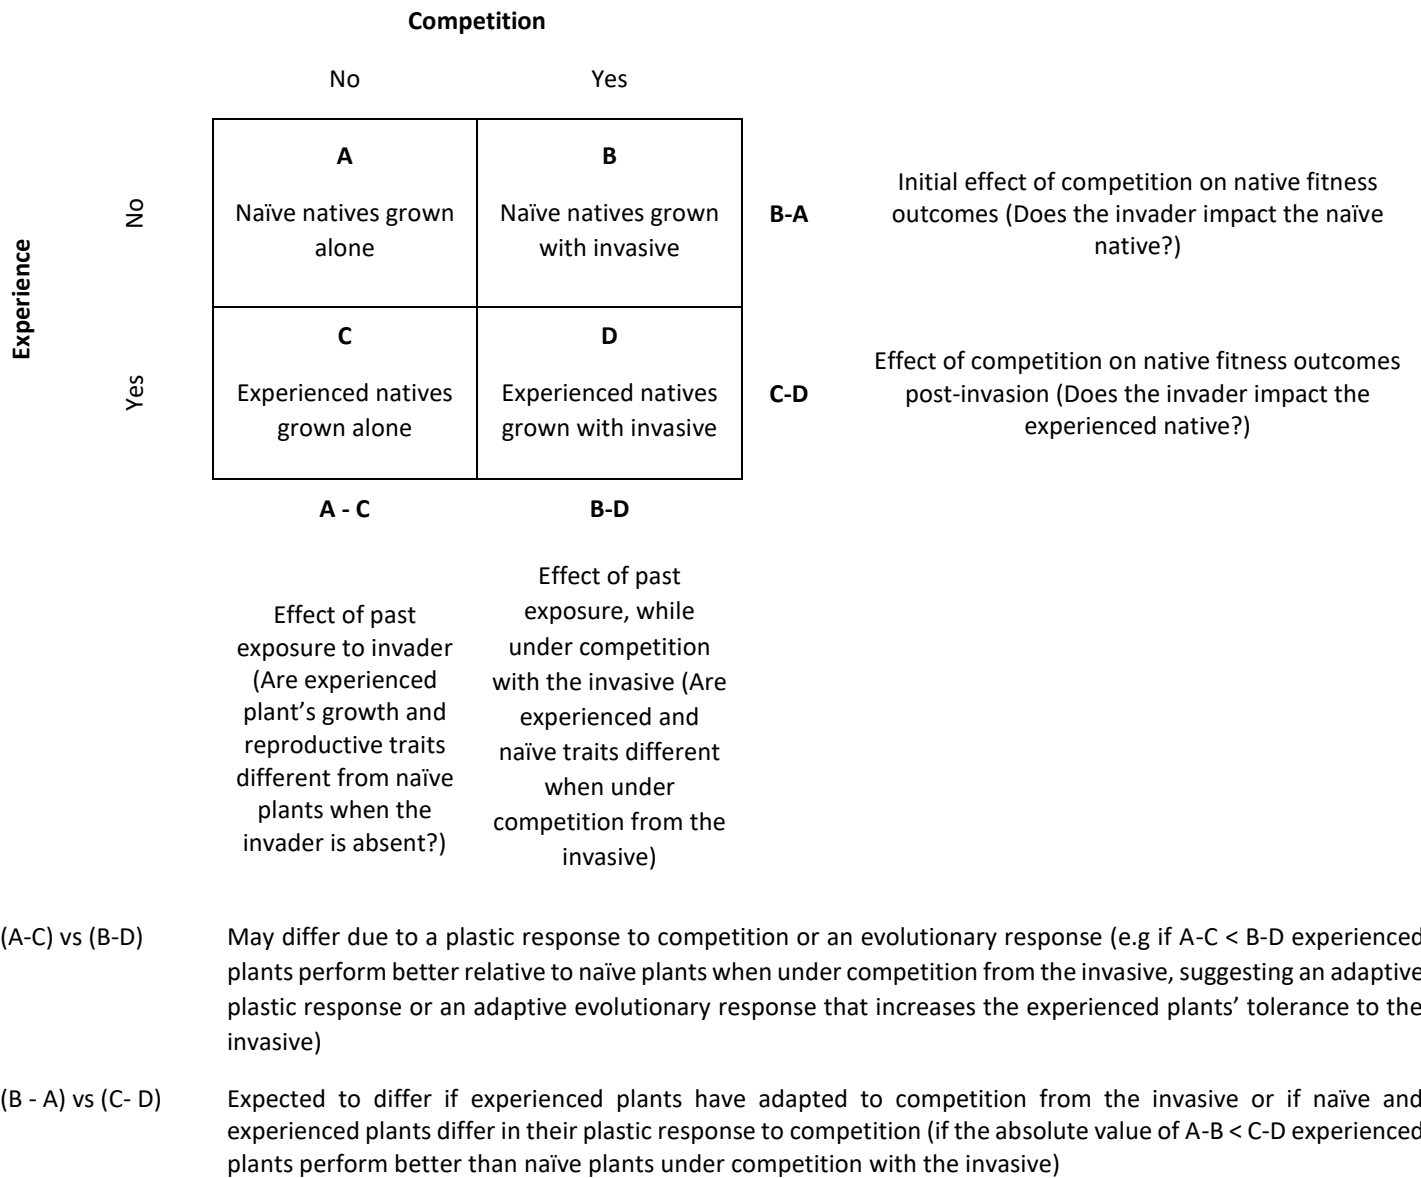 Competition
No
Yes
Experience
No
A
Naïve natives grown
alone
B
Naïve natives grown
with invasive
B-A
Initial effect of competition on native fitness
outcomes (Does the invader impact the naïve
native?)
Yes
C
Experienced natives
grown alone
D
Experienced natives
grown with invasive
C-D
Effect of competition on native fitness outcomes
post-invasion (Does the invader impact the
experienced native?)
A - C
B-D
Effect of past
exposure to invader
(Are experienced
plant’s growth and
reproductive traits
different from naïve
plants when the
invader is absent?)
Effect of past
exposure, while
under competition
with the invasive (Are
experienced and
naïve traits different
when under
competition from the
invasive)
(A-C) vs (B-D)
May differ due to a plastic response to competition or an evolutionary response (e.g if A-C < B-D experienced
plants perform better relative to naïve plants when under competition from the invasive, suggesting an adaptive
plastic response or an adaptive evolutionary response that increases the experienced plants’ tolerance to the
invasive)
(B - A) vs (C- D)
Expected to differ if experienced plants have adapted to competition from the invasive or if naïve and
experienced plants differ in their plastic response to competition (if the absolute value of A-B < C-D experienced
plants perform better than naïve plants under competition with the invasive)